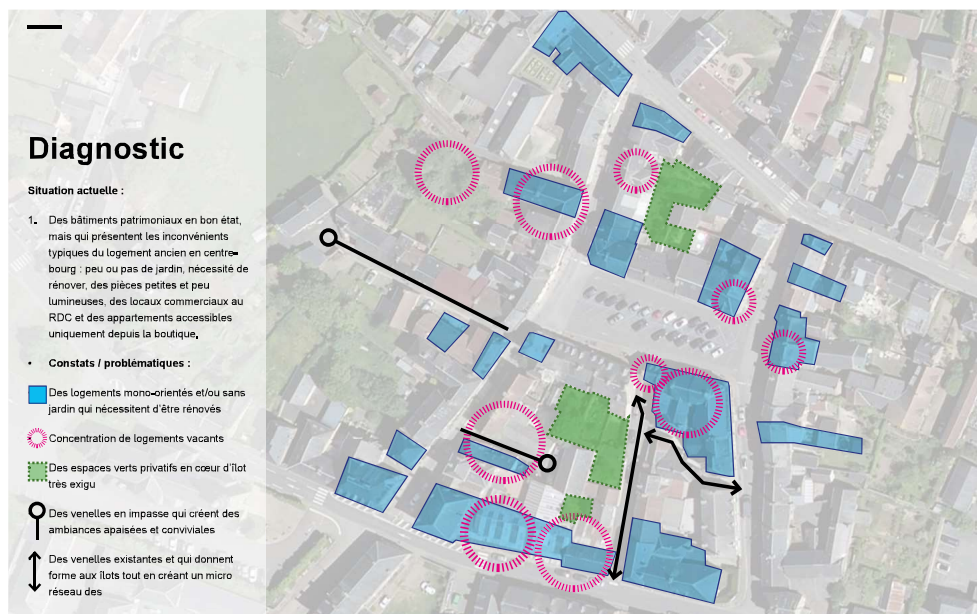 Diagnostic
Situation actuelle :
1. Des bâtiments patrimoniaux en bon état,
mais qui présentent les inconvénients
typiques du logement ancien en centre-
bourg : peu ou pas de jardin, nécessité de
rénover, des pièces petites et peu
lumineuses, des locaux commerciaux au
RDC et des appartements accessibles
uniquement depuis la boutique.
• Constats / problématiques :
Des logements mono-orientés et/ou sans
jardin qui nécessitent d'être rénovés
Concentration de logements vacants
Des espaces verts privatifs en cœur d'îlot
très exigu
Des venelles en impasse qui créent des
ambiances apaisées et conviviales
Des venelles existantes et qui donnent
forme aux îlots tout en créant un micro
réseau des